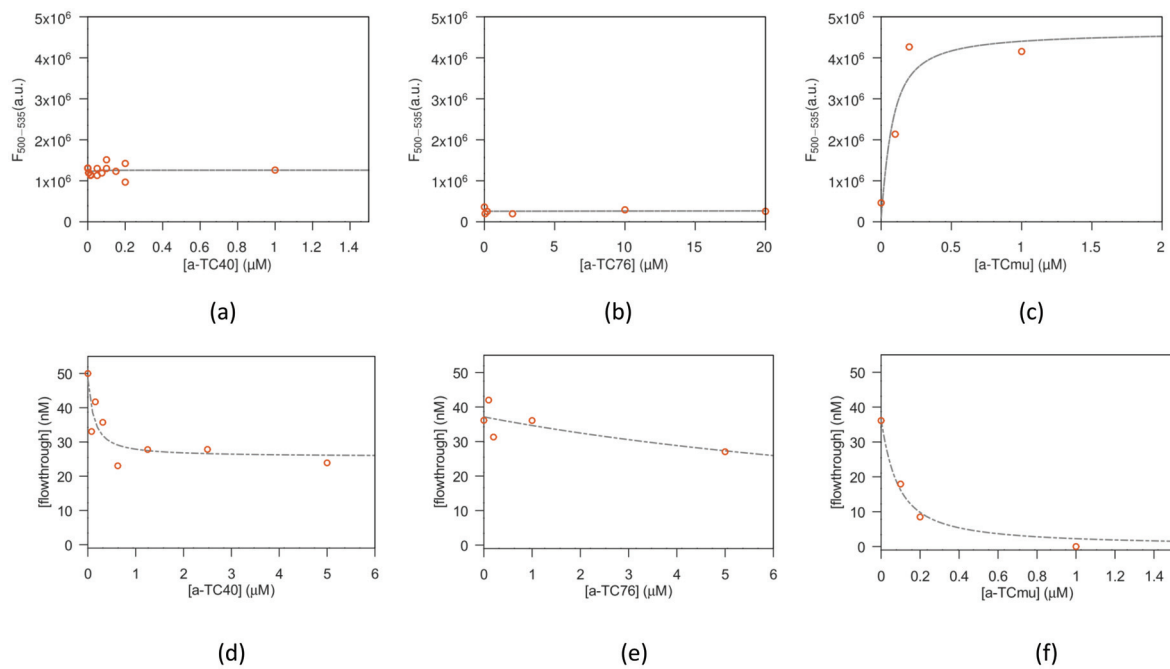 5x10⁶
4x10⁶
3x10⁶
2x10⁶
1x10⁶
0
F500−535(a.u.)
0 0.2 0.4 0.6 0.8 1 1.2 1.4
[a-TC40] (μM)
(a)
5x10⁶
4x10⁶
3x10⁶
2x10⁶
1x10⁶
0
F500−535(a.u.)
0 5 10 15 20
[a-TC76] (μM)
(b)
5x10⁶
4x10⁶
3x10⁶
2x10⁶
1x10⁶
0
F500−535(a.u.)
0 0.5 1 1.5 2
[a-TCmu] (μM)
(c)
50
40
30
20
10
0
[flowthrough] (nM)
0 1 2 3 4 5 6
[a-TC40] (μM)
(d)
50
40
30
20
10
0
[flowthrough] (nM)
0 1 2 3 4 5 6
[a-TC76] (μM)
(e)
50
40
30
20
10
0
[flowthrough] (nM)
0 0.2 0.4 0.6 0.8 1 1.2 1.4
[a-TCmu] (μM)
(f)